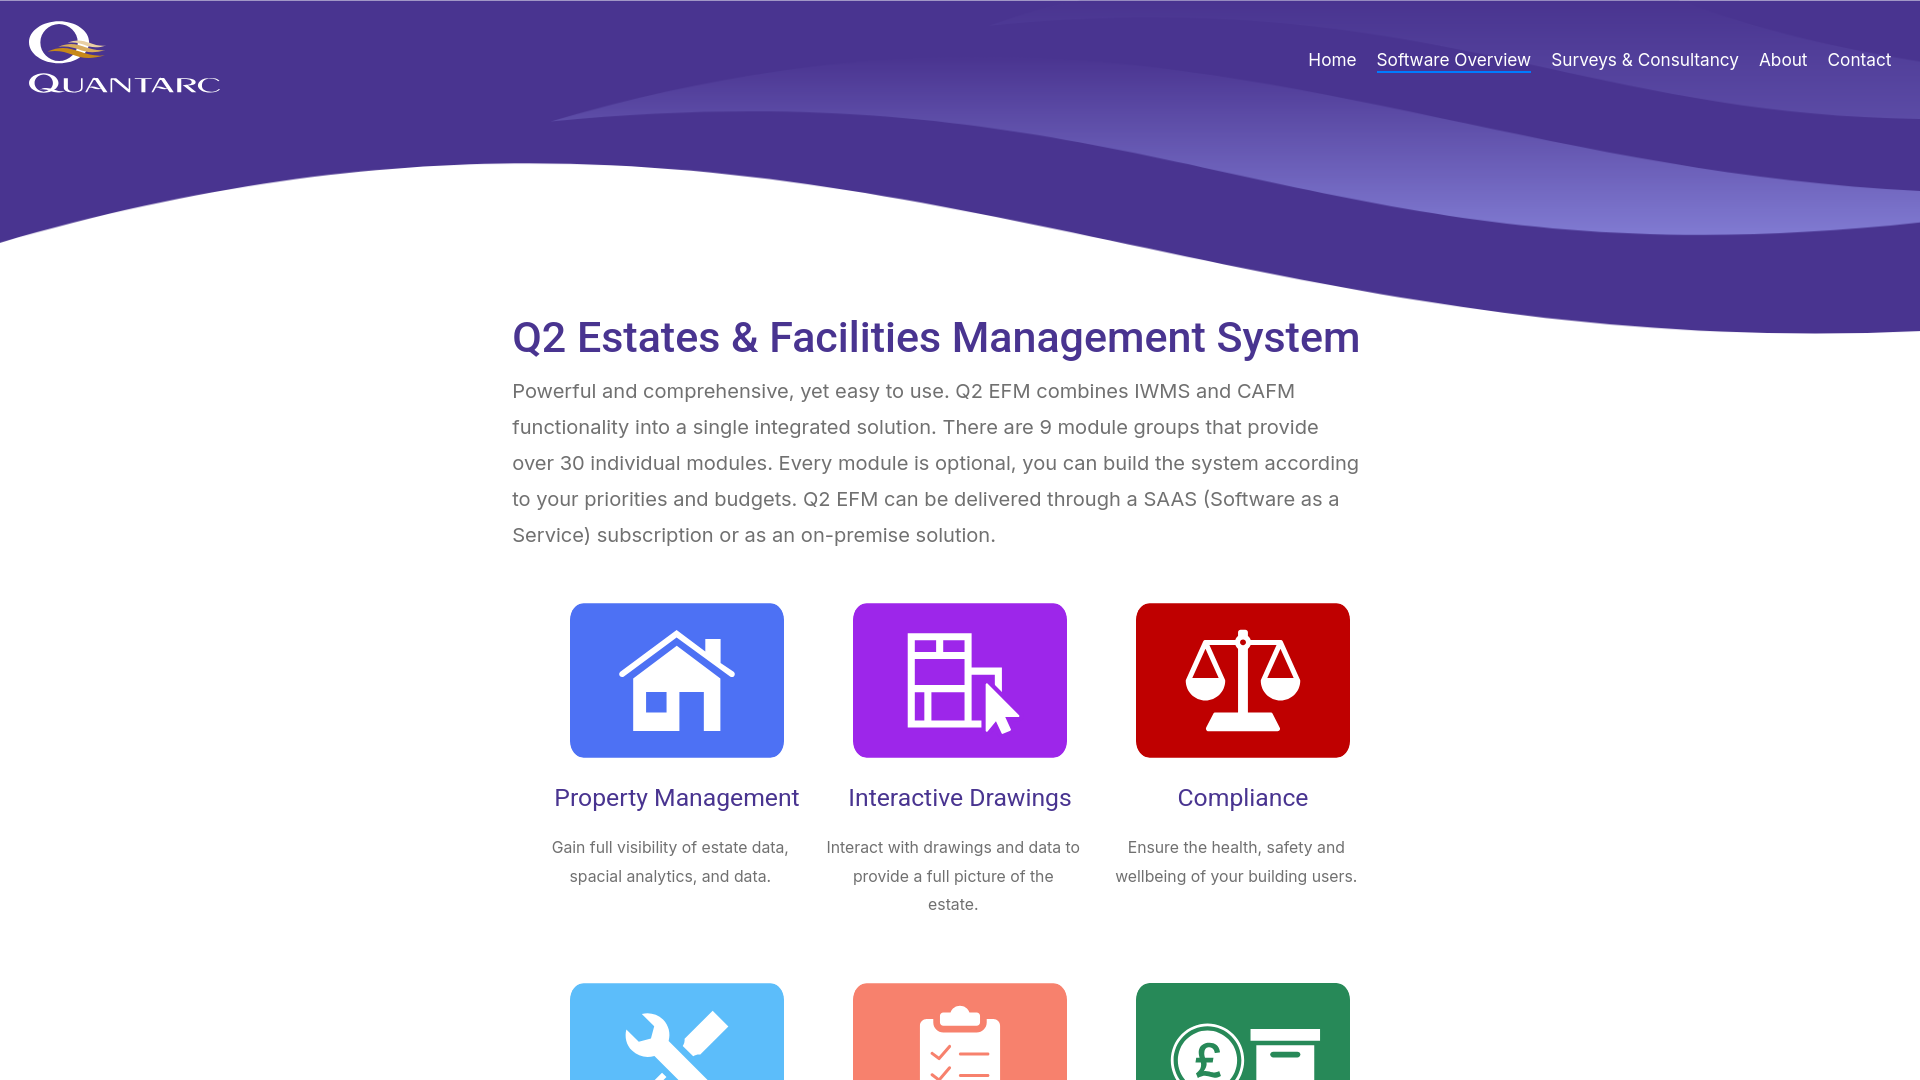 QUANTARC
Home Software Overview Surveys & Consultancy About Contact
Q2 Estates & Facilities Management System
Powerful and comprehensive, yet easy to use. Q2 EFM combines IWMS and CAFM
functionality into a single integrated solution. There are 9 module groups that provide
over 30 individual modules. Every module is optional, you can build the system according
to your priorities and budgets. Q2 EFM can be delivered through a SAAS (Software as a
Service) subscription or as an on-premise solution.
Property Management
Gain full visibility of estate data,
spacial analytics, and data.
Interactive Drawings
Interact with drawings and data to
provide a full picture of the
estate.
Compliance
Ensure the health, safety and
wellbeing of your building users.
£